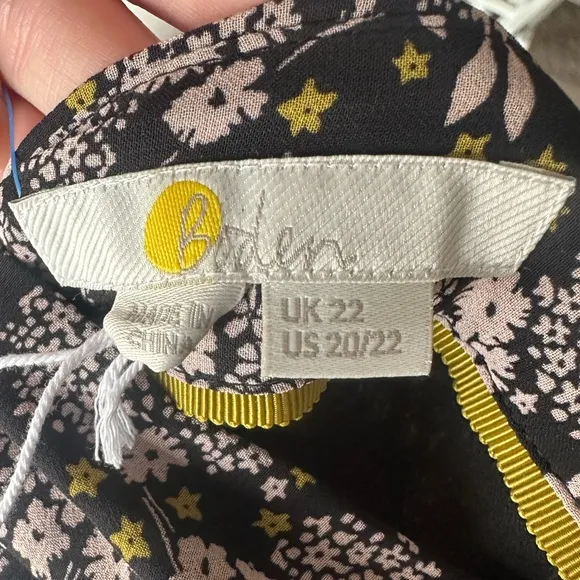 Boden
MADE IN
CHINA
UK 22
US 20/22